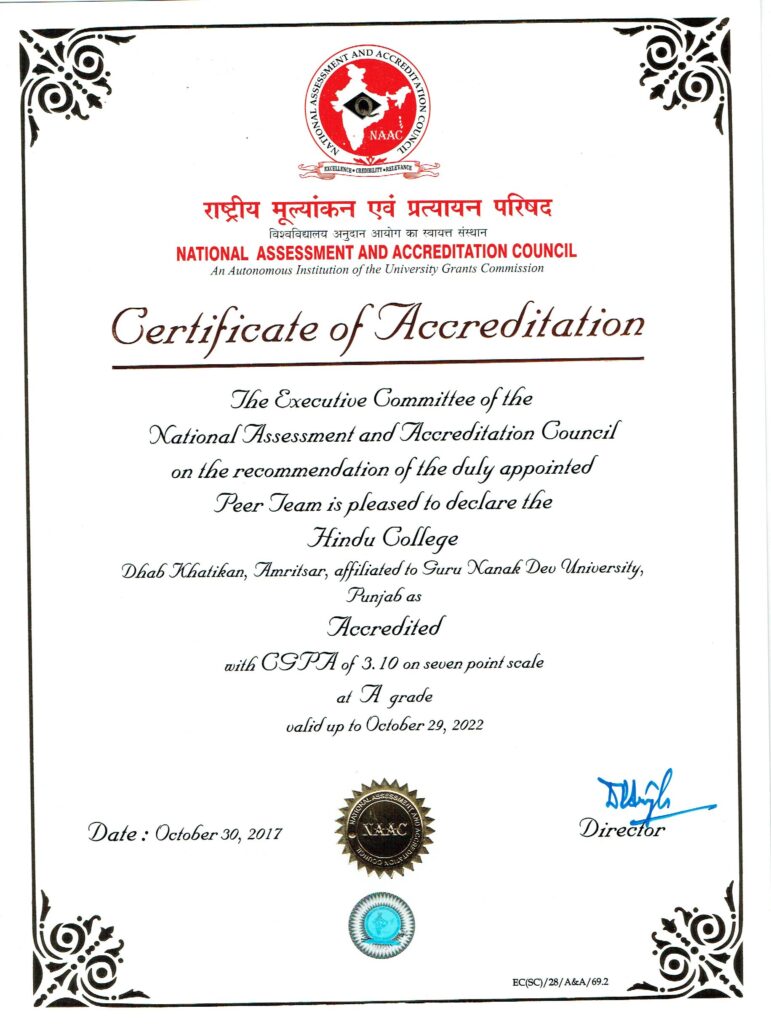 NATIONAL ASSESSMENT AND ACCREDITATION COUNCIL
Q
NAAC
EXCELLENCE • CREDIBILITY • RELEVANCE
राष्ट्रीय मूल्यांकन एवं प्रत्यायन परिषद
विश्वविद्यालय अनुदान आयोग का स्वायत्त संस्थान
NATIONAL ASSESSMENT AND ACCREDITATION COUNCIL
An Autonomous Institution of the University Grants Commission
Certificate of Accreditation
The Executive Committee of the
National Assessment and Accreditation Council
on the recommendation of the duly appointed
Peer Team is pleased to declare the
Hindu College
Dhab Khatikan, Amritsar, affiliated to Guru Nanak Dev University,
Punjab as
Accredited
with CGPA of 3.10 on seven point scale
at A grade
valid up to October 29, 2022
Date : October 30, 2017
NATIONAL ASSESSMENT AND ACCREDITATION COUNCIL
NAAC
Director
EC(SC)/28/A&A/69.2